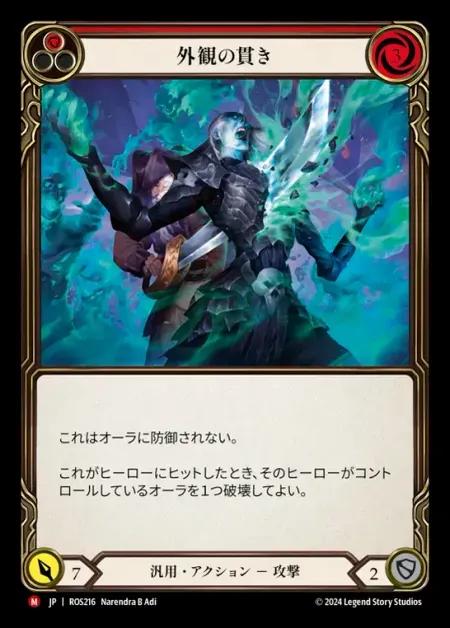 外観の貫き
3
これはオーラに防御されない。
これがヒーローにヒットしたとき、そのヒーローがコント
ロールしているオーラを1つ破壊してよい。
7
汎用・アクション － 攻撃
2
M JP | ROS216 Narendra B Adi
© 2024 Legend Story Studios